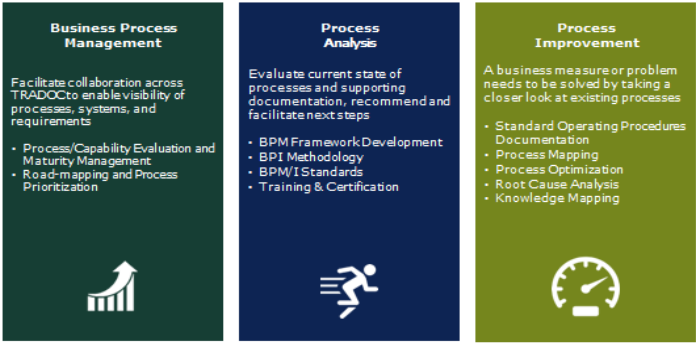 Business Process
Management
Facilitate collaboration across
TRADOCto enable visibility of
processes, systems, and
requirements
• Process/Capability Evaluation and
Maturity Management
• Road-mapping and Process
Prioritization
Process
Analysis
Evaluate current state of
processes and supporting
documentation, recommend and
facilitate next steps
• BPM Framework Development
• BPI Methodology
• BPM/I Standards
• Training & Certification
Process
Improvement
A business measure or problem
needs to be solved by taking a
closer look at existing processes
• Standard Operating Procedures
Documentation
• Process Mapping
• Process Optimization
• Root Cause Analysis
• Knowledge Mapping